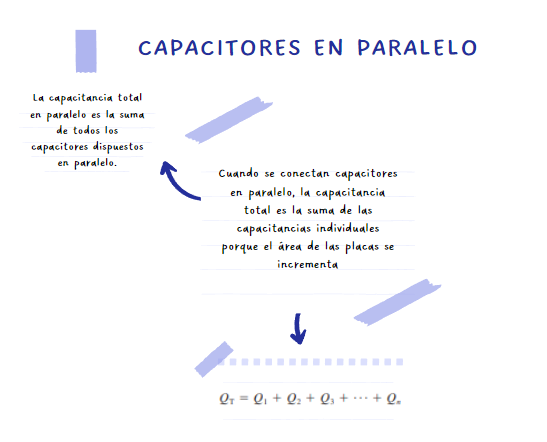 CAPACITORES EN PARALELO
La capacitancia total
en paralelo es la suma
de todos los
capacitores dispuestos
en paralelo.
Cuando se conectan capacitores
en paralelo, la capacitancia
total es la suma de las
capacitancias individuales
porque el área de las placas se
incrementa
Q_T = Q_1 + Q_2 + Q_3 + ⋯ + Q_n